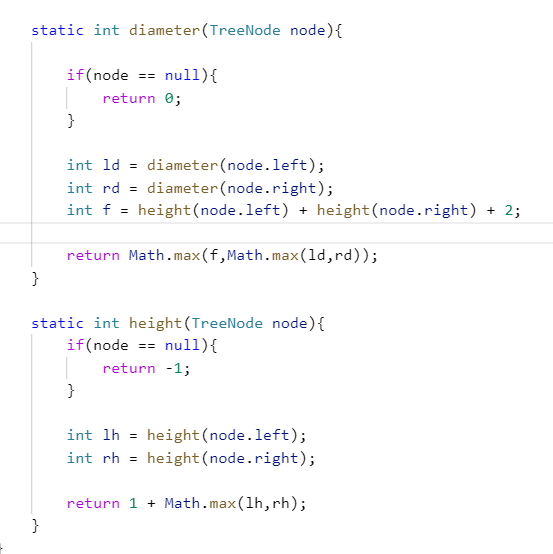 static int diameter(TreeNode node){
if(node == null){
return 0;
}
int ld = diameter(node.left);
int rd = diameter(node.right);
int f = height(node.left) + height(node.right) + 2;
return Math.max(f,Math.max(ld,rd));
}
static int height(TreeNode node){
if(node == null){
return -1;
}
int lh = height(node.left);
int rh = height(node.right);
return 1 + Math.max(lh,rh);
}
}